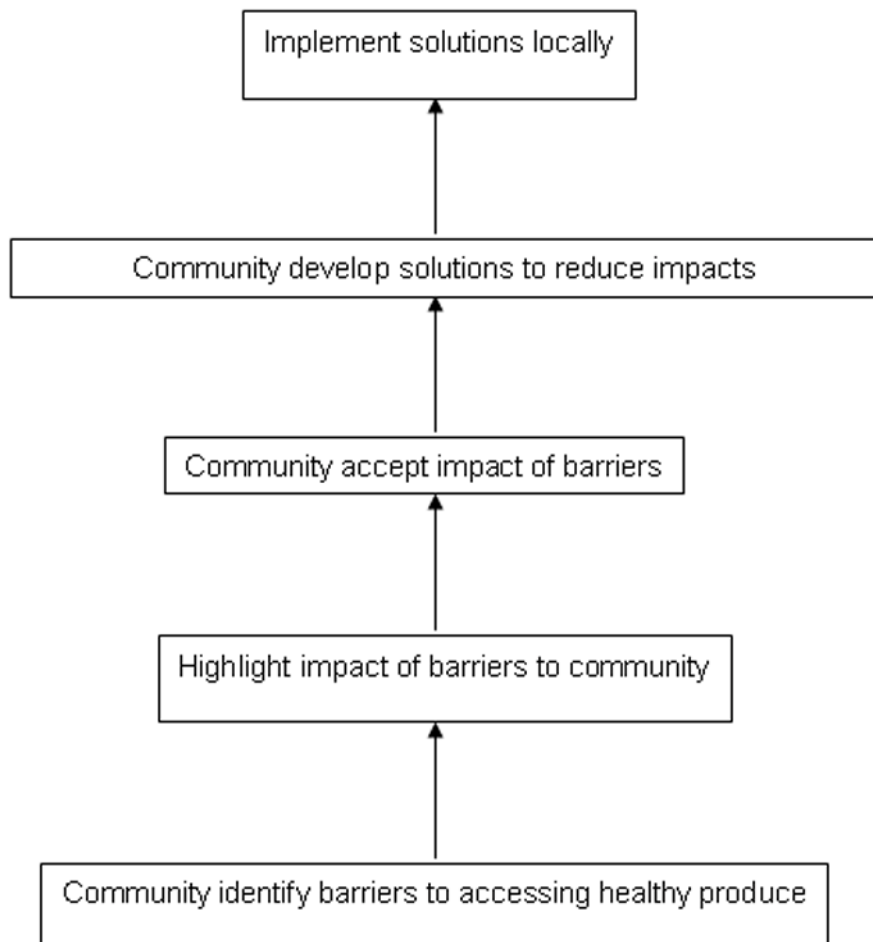 Implement solutions locally
Community develop solutions to reduce impacts
Community accept impact of barriers
Highlight impact of barriers to community
Community identify barriers to accessing healthy produce